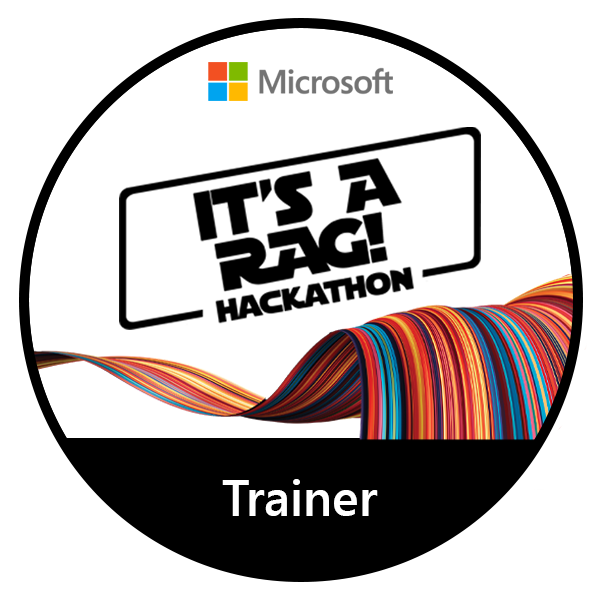 Microsoft
IT'S A
RAG!
HACKATHON
Trainer